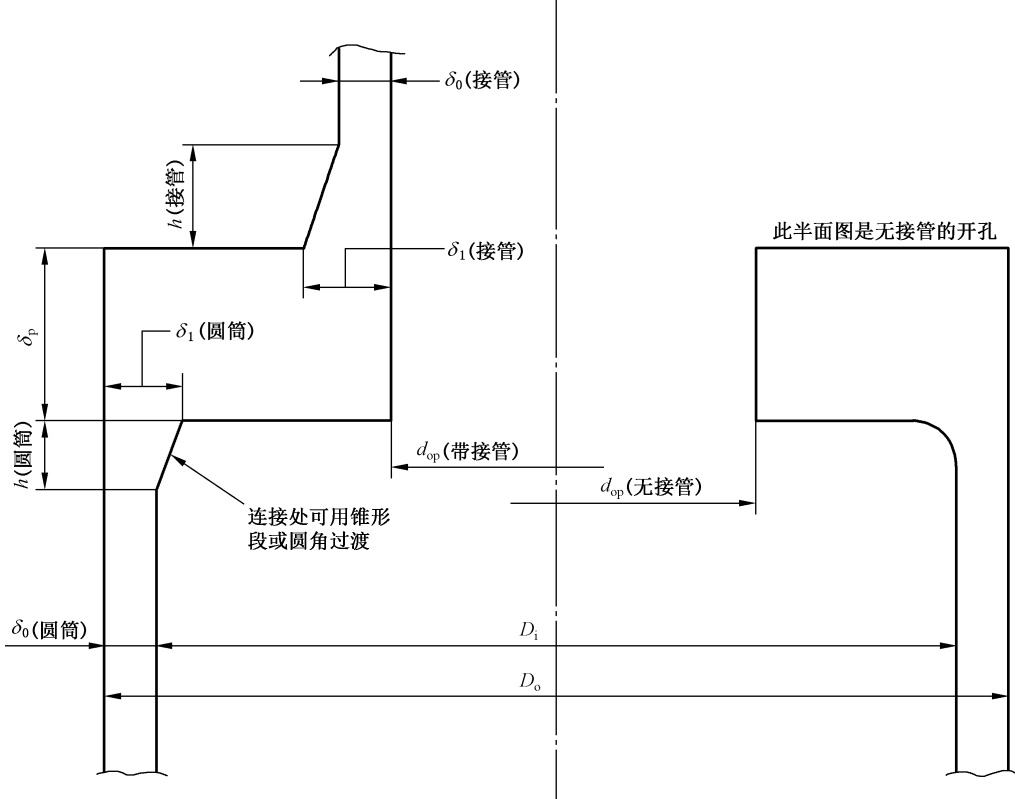 δ₀(接管)
h(接管)
此半面图是无接管的开孔
δ₁(接管)
δₚ
δ₁(圆筒)
h(圆筒)
dₒₚ(带接管)
dₒₚ(无接管)
连接处可用锥形
段或圆角过渡
δ₀(圆筒)
Dᵢ
Dₒ